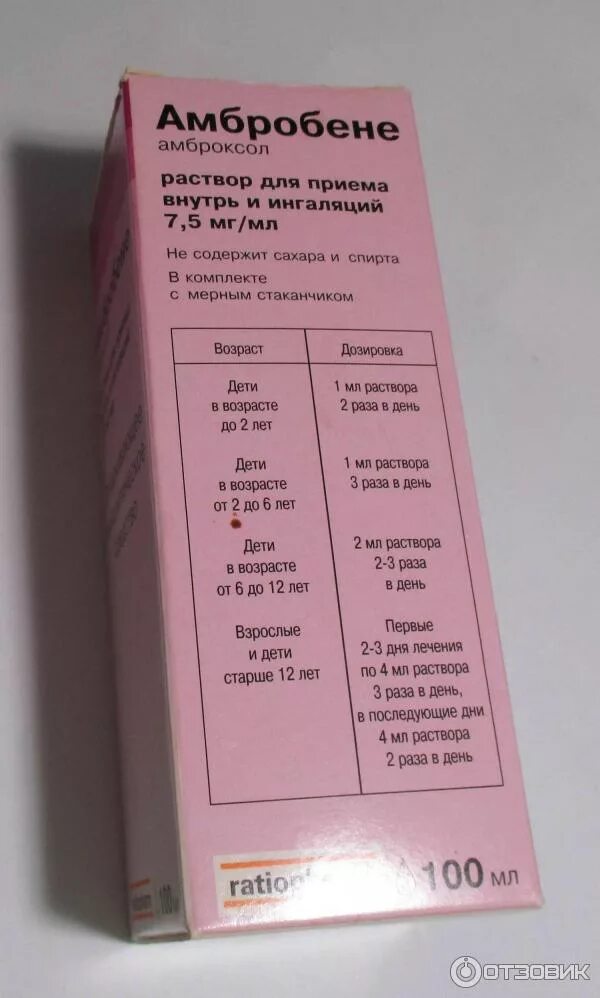 Амбробене
амброксол
раствор для приема
внутрь и ингаляций
7,5 мг/мл
Не содержит сахара и спирта
В комплекте
с мерным стаканчиком
Возраст
Дозировка
Дети
в возрасте
до 2 лет
1 мл раствора
2 раза в день
Дети
в возрасте
от 2 до 6 лет
1 мл раствора
3 раза в день
Дети
в возрасте
от 6 до 12 лет
2 мл раствора
2-3 раза
в день
Взрослые
и дети
старше 12 лет
Первые
2-3 дня лечения
по 4 мл раствора
3 раза в день,
в последующие дни
4 мл раствора
2 раза в день
100 мл
ОТЗОВИК